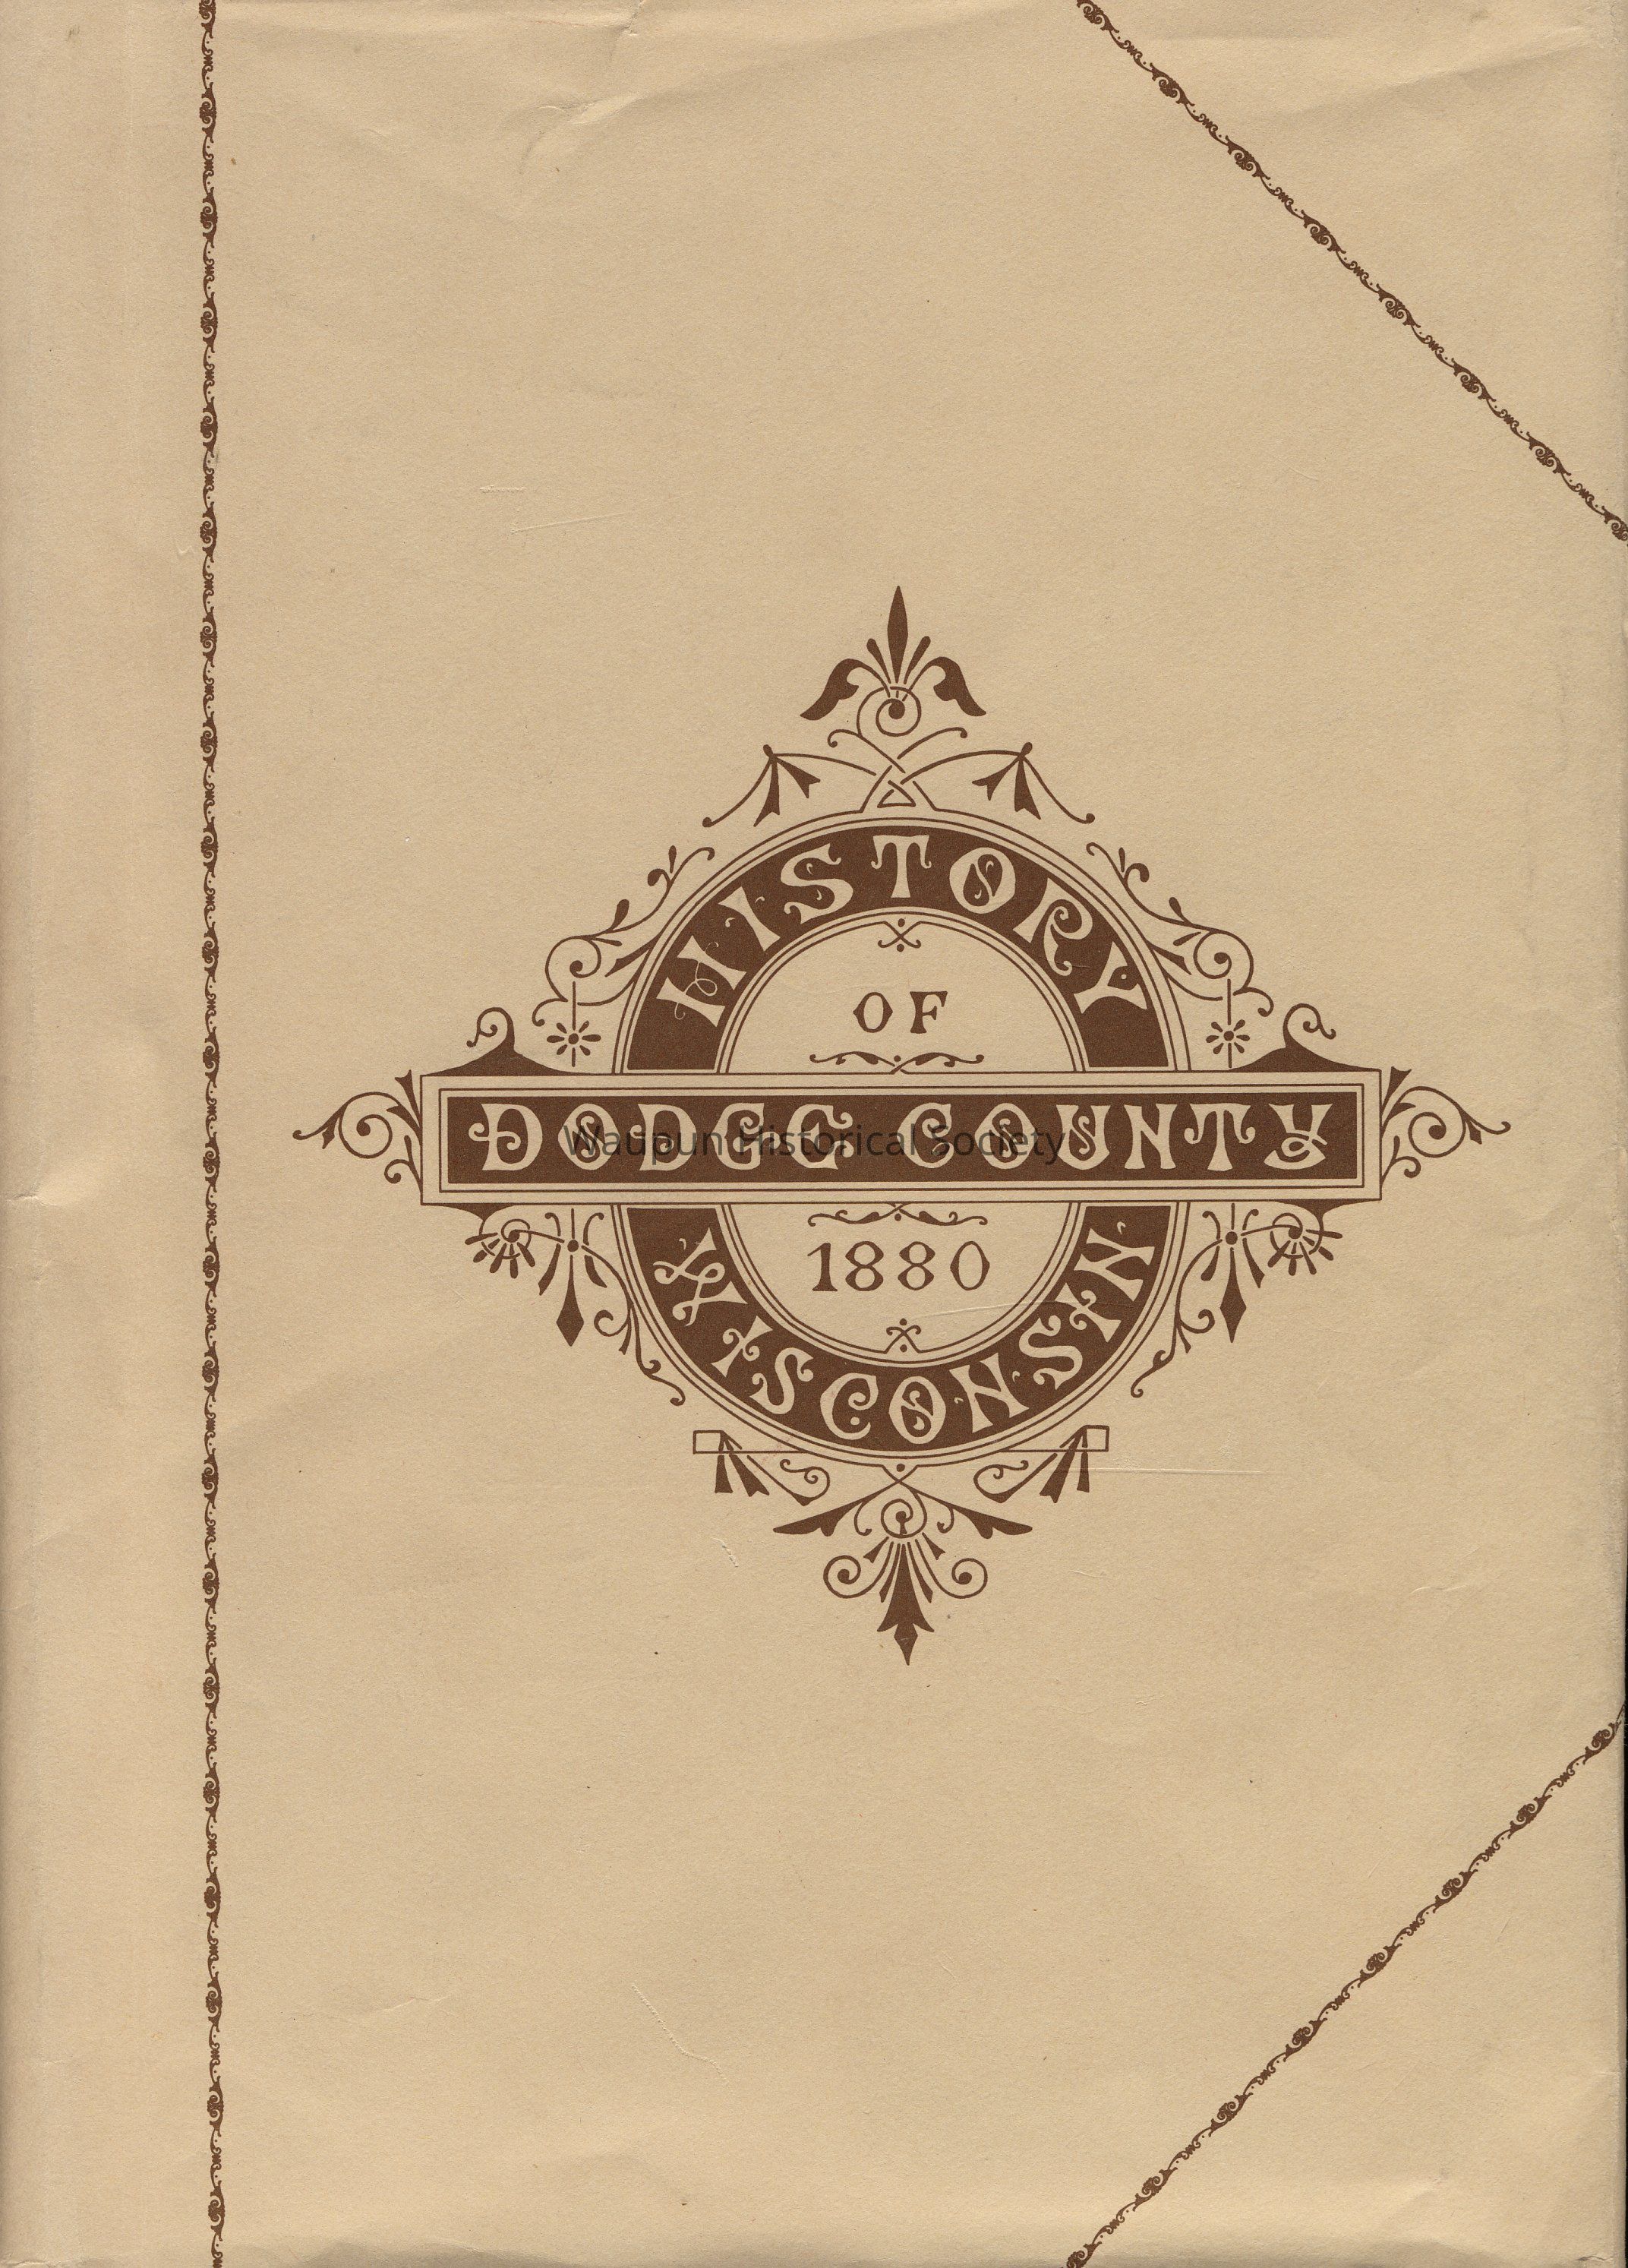 HISTORY
OF
DODGE COUNTY
Waupun Historical Society
1880
WISCONSIN